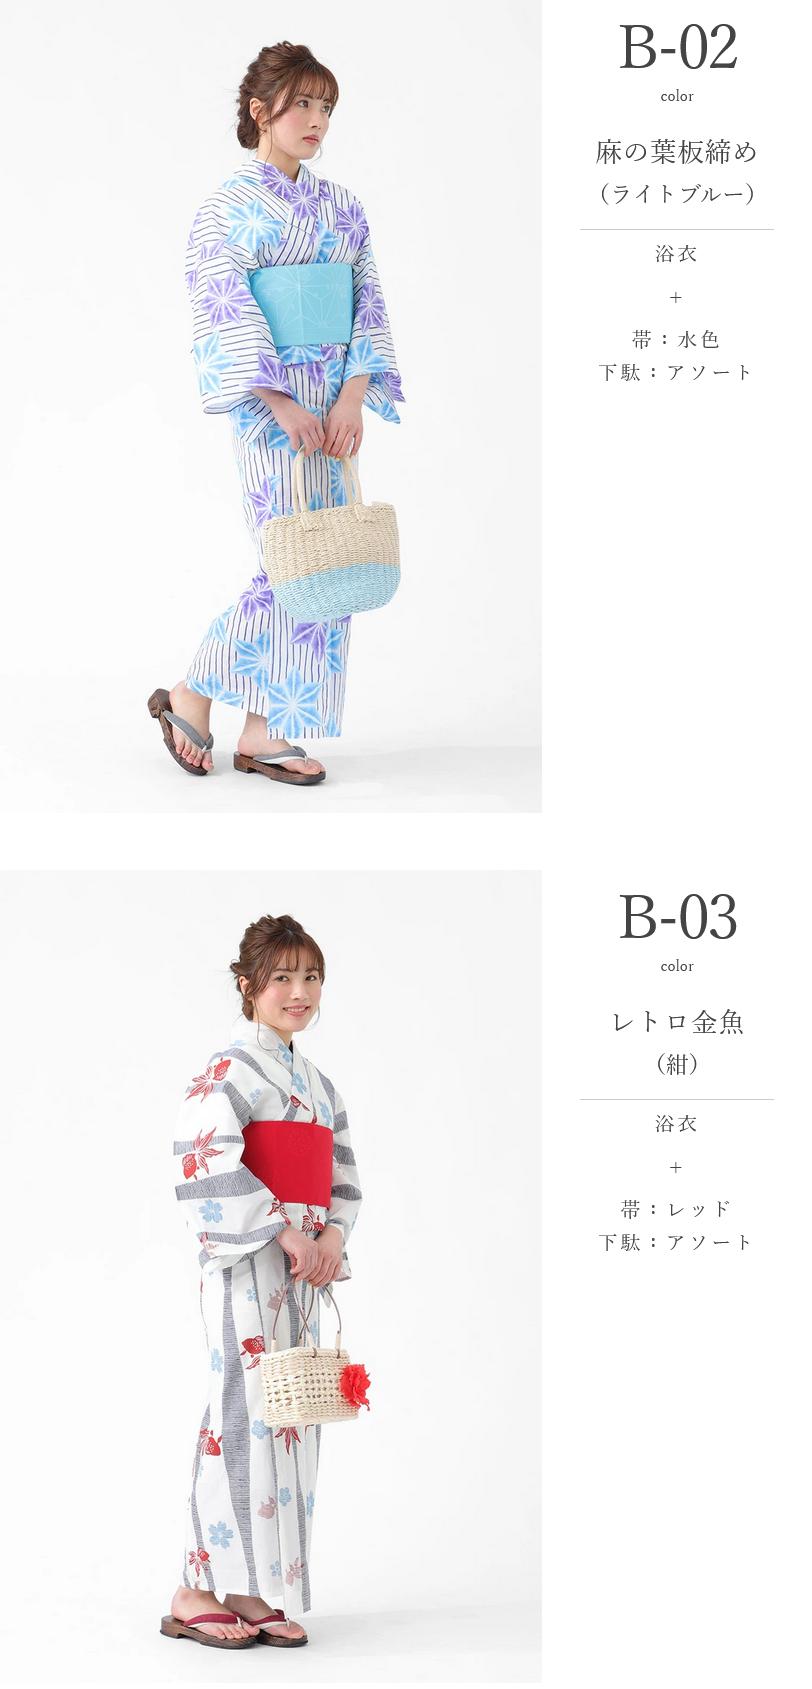 B-02
color
麻の葉板締め
（ライトブルー）
浴衣
+
帯：水色
下駄：アソート
B-03
color
レトロ金魚
（紺）
浴衣
+
帯：レッド
下駄：アソート